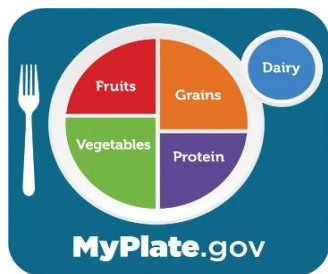 Fruits
Grains
Dairy
Vegetables
Protein
MyPlate.gov